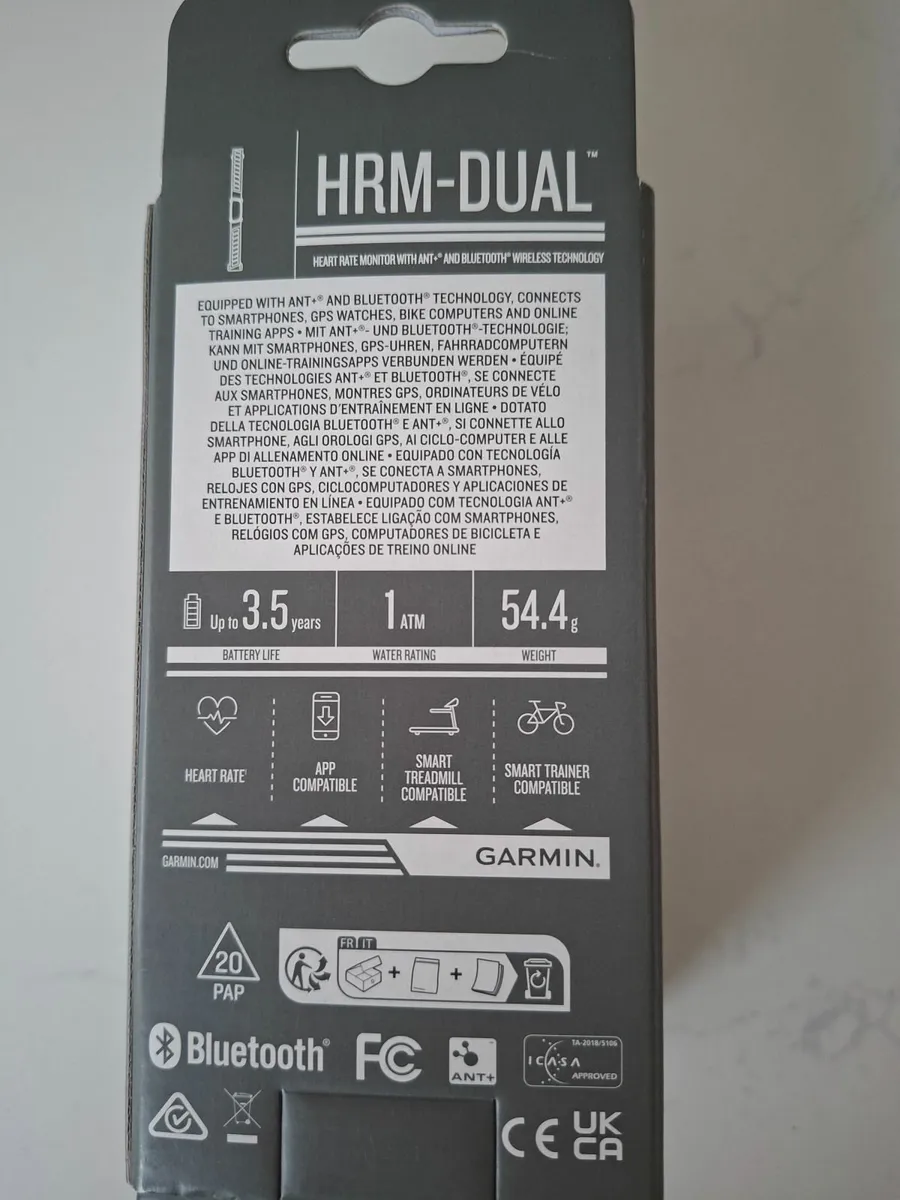 HRM-DUAL™
HEART RATE MONITOR WITH ANT+® AND BLUETOOTH® WIRELESS TECHNOLOGY
EQUIPPED WITH ANT+® AND BLUETOOTH® TECHNOLOGY, CONNECTS
TO SMARTPHONES, GPS WATCHES, BIKE COMPUTERS AND ONLINE
TRAINING APPS • MIT ANT+®- UND BLUETOOTH®-TECHNOLOGIE;
KANN MIT SMARTPHONES, GPS-UHREN, FAHRRADCOMPUTERN
UND ONLINE-TRAININGSAPPS VERBUNDEN WERDEN • ÉQUIPÉ
DES TECHNOLOGIES ANT+® ET BLUETOOTH®, SE CONNECTE
AUX SMARTPHONES, MONTRES GPS, ORDINATEURS DE VÉLO
ET APPLICATIONS D'ENTRAÎNEMENT EN LIGNE • DOTATO
DELLA TECNOLOGIA BLUETOOTH® E ANT+®, SI CONNETTE ALLO
SMARTPHONE, AGLI OROLOGI GPS, AI CICLO-COMPUTER E ALLE
APP DI ALLENAMENTO ONLINE • EQUIPADO CON TECNOLOGÍA
BLUETOOTH® Y ANT+®, SE CONECTA A SMARTPHONES,
RELOJES CON GPS, CICLOCOMPUTADORES Y APLICACIONES DE
ENTRENAMIENTO EN LÍNEA • EQUIPADO COM TECNOLOGIA ANT+®
E BLUETOOTH®, ESTABELECE LIGAÇÃO COM SMARTPHONES,
RELÓGIOS COM GPS, COMPUTADORES DE BICICLETA E
APLICAÇÕES DE TREINO ONLINE
Up to 3.5 years
1 ATM
54.4 g
BATTERY LIFE
WATER RATING
WEIGHT
HEART RATE¹
APP
COMPATIBLE
SMART
TREADMILL
COMPATIBLE
SMART TRAINER
COMPATIBLE
GARMIN.COM
GARMIN®
20
PAP
FR IT
+ +
Bluetooth®
FC
ANT+
TA-2018/5106
ICASA
APPROVED
CE
UK
CA